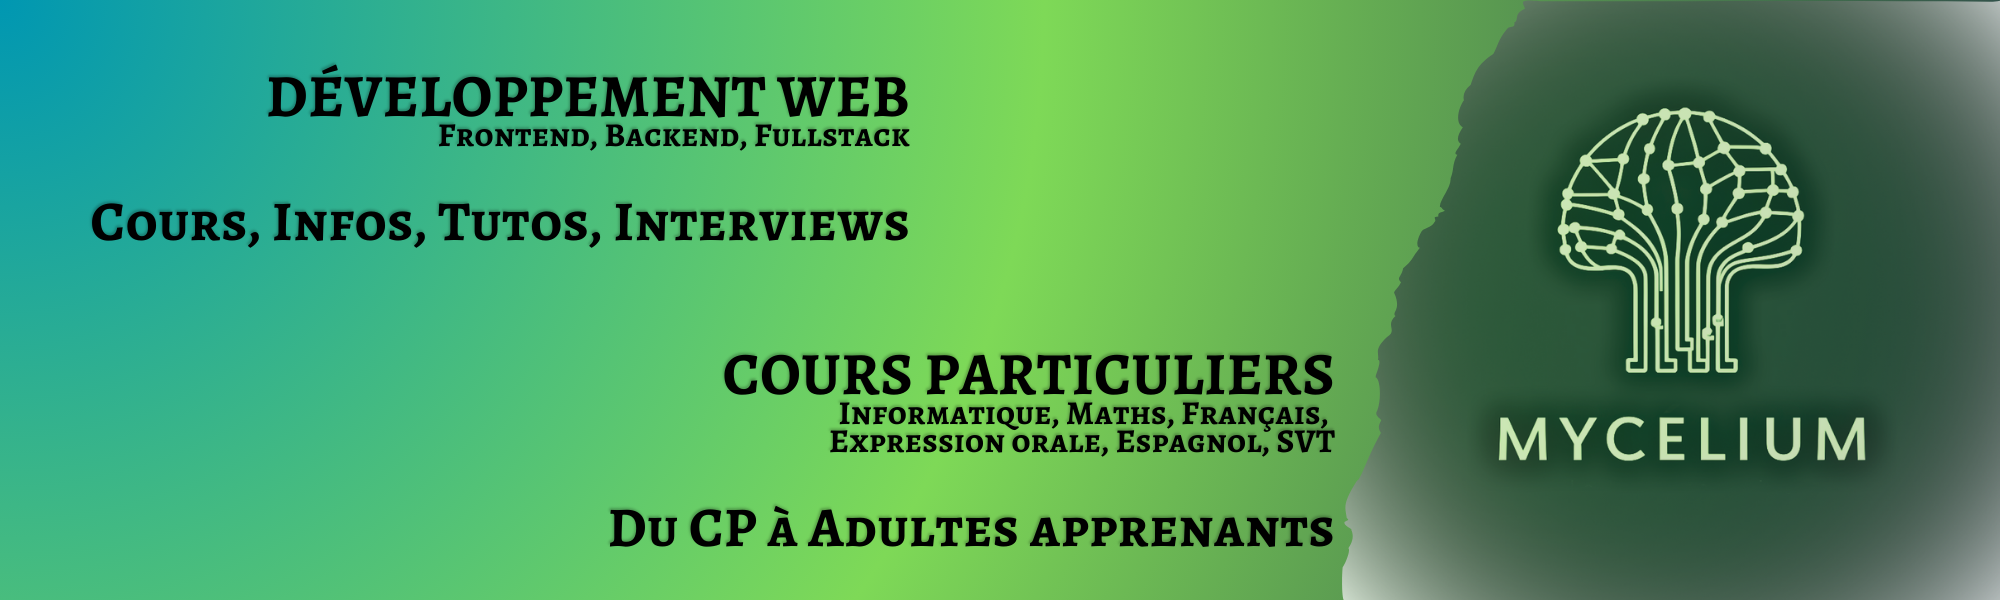 DÉVELOPPEMENT WEB
Frontend, Backend, Fullstack
Cours, Infos, Tutos, Interviews
COURS PARTICULIERS
Informatique, Maths, Français,
Expression orale, Espagnol, SVT
Du CP à Adultes apprenants
MYCELIUM